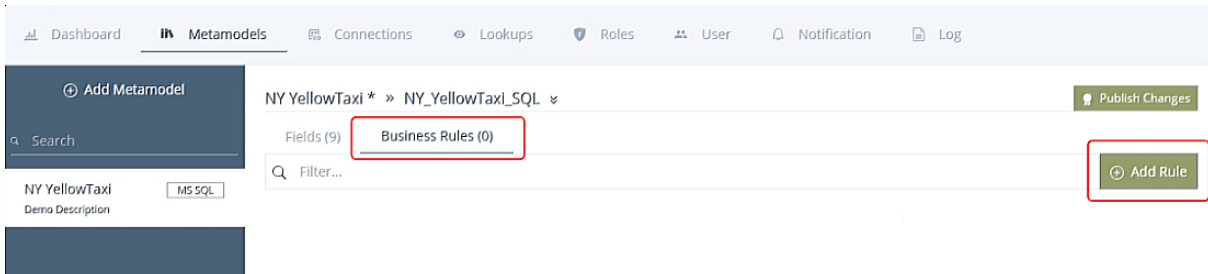 Dashboard Metamodels Connections Lookups Roles User Notification Log
Add Metamodel
Search
NY YellowTaxi MS SQL
Demo Description
NY YellowTaxi * » NY_YellowTaxi_SQL
Publish Changes
Fields (9) Business Rules (0)
Filter...
Add Rule